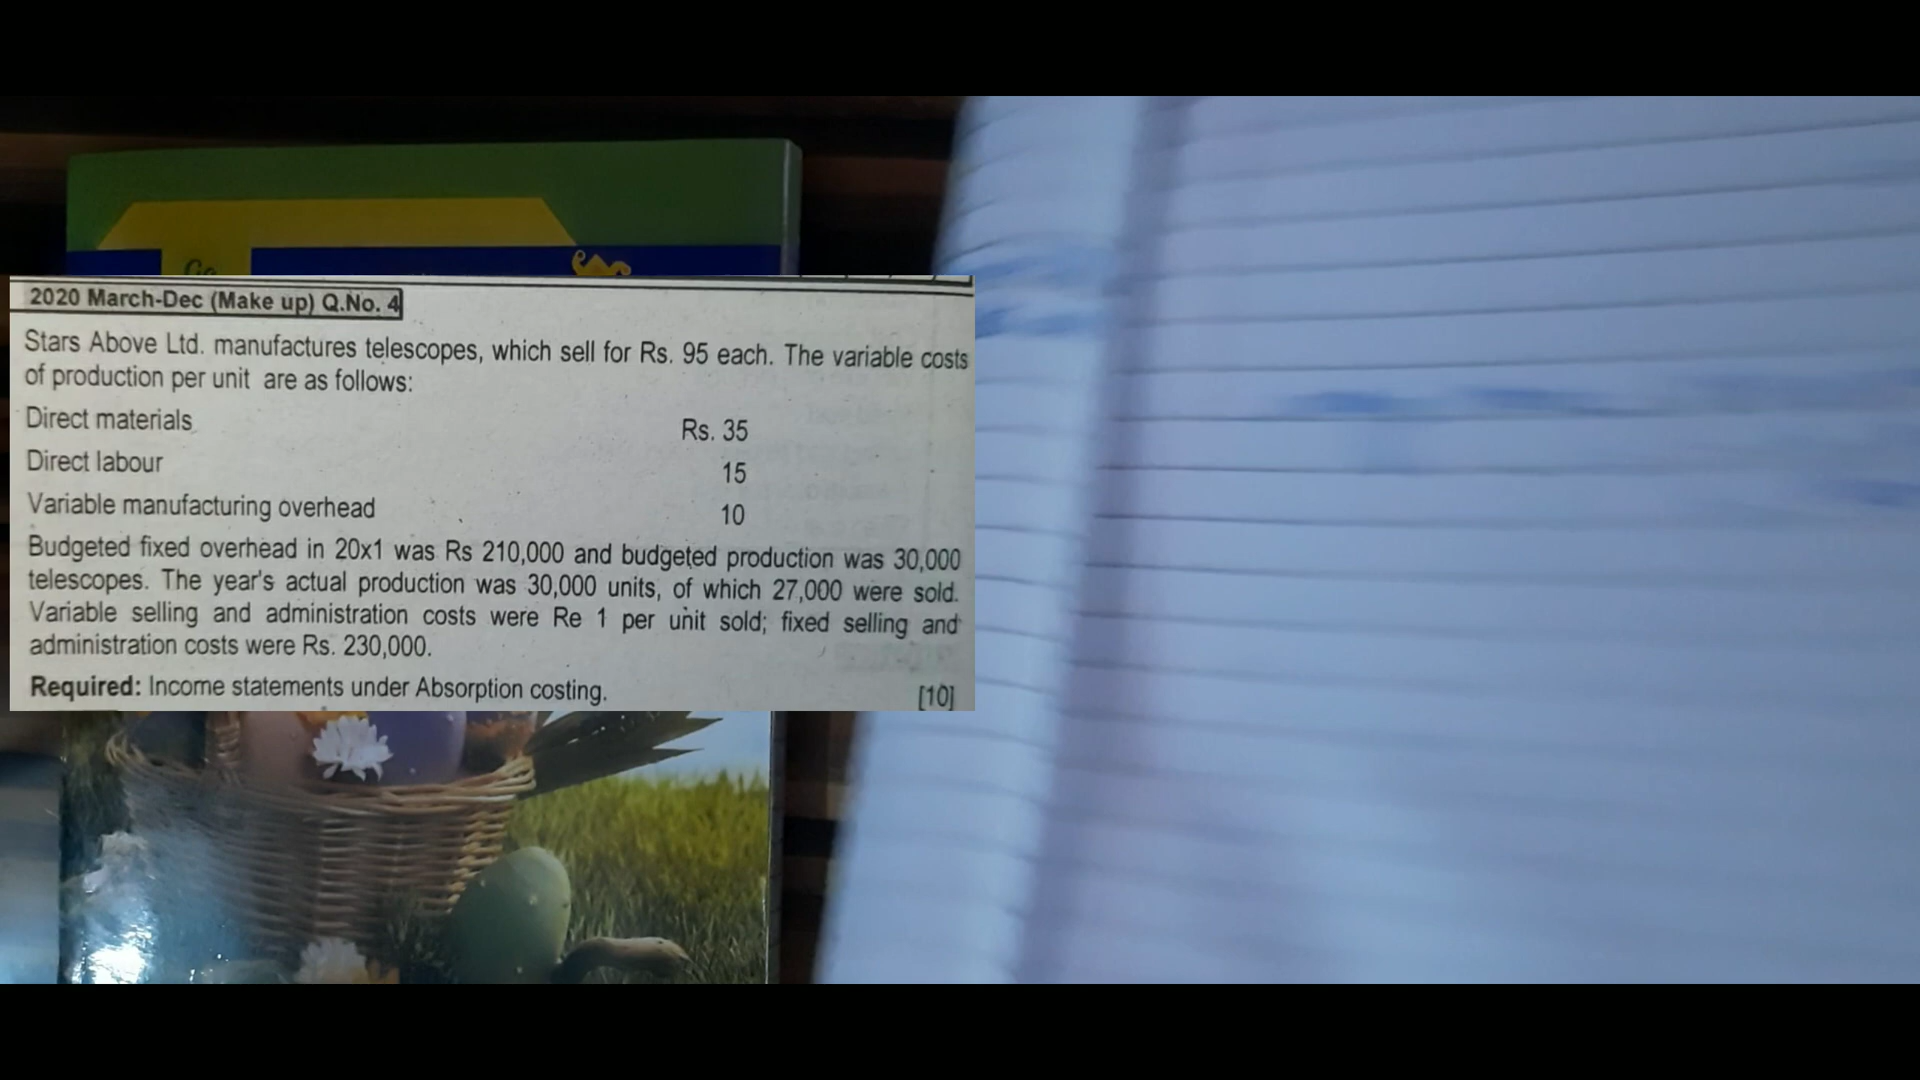 Go
2020 March-Dec (Make up) Q.No. 4
Stars Above Ltd. manufactures telescopes, which sell for Rs. 95 each. The variable costs
of production per unit are as follows:
Direct materials Rs. 35
Direct labour 15
Variable manufacturing overhead 10
Budgeted fixed overhead in 20x1 was Rs 210,000 and budgeted production was 30,000
telescopes. The year's actual production was 30,000 units, of which 27,000 were sold.
Variable selling and administration costs were Re 1 per unit sold; fixed selling and
administration costs were Rs. 230,000.
Required: Income statements under Absorption costing. [10]